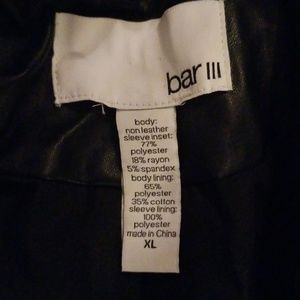 bar III
body:
non leather
sleeve inset:
77%
polyester
18% rayon
5% spandex
body lining:
65%
polyester
35% cotton
sleeve lining:
100%
polyester
made in China
XL